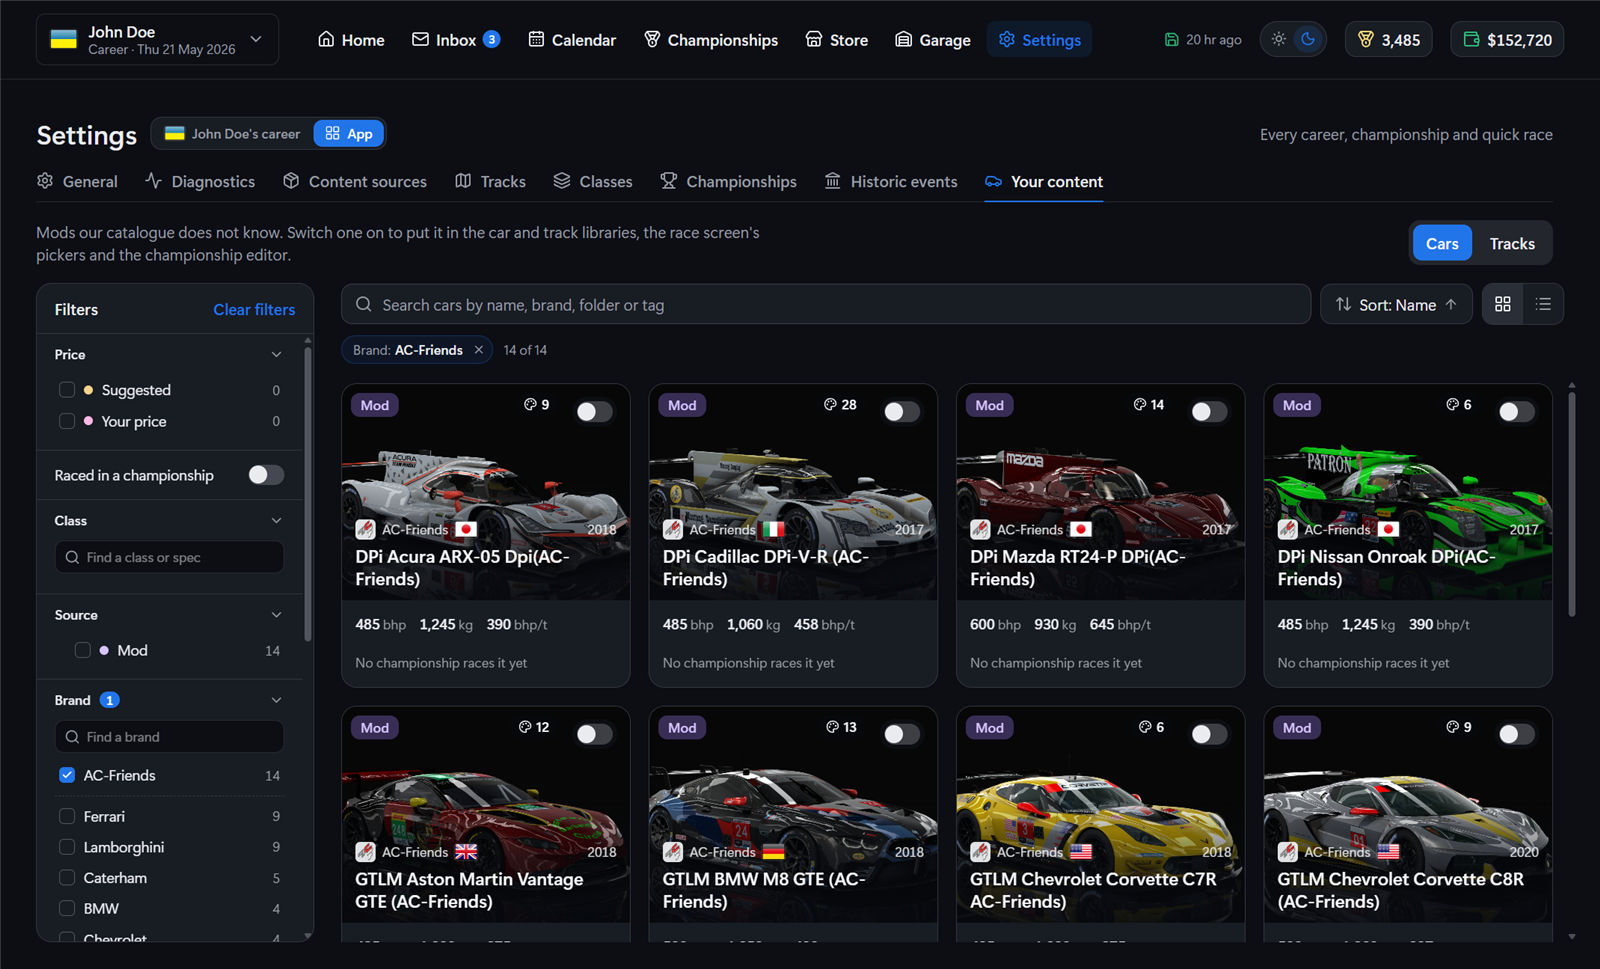 John Doe
Career · Thu 21 May 2026
Home
Inbox 3
Calendar
Championships
Store
Garage
Settings
20 hr ago
3,485
$152,720
Settings
John Doe's career
App
Every career, championship and quick race
General
Diagnostics
Content sources
Tracks
Classes
Championships
Historic events
Your content
Mods our catalogue does not know. Switch one on to put it in the car and track libraries, the race screen's
pickers and the championship editor.
Cars
Tracks
Filters
Clear filters
Price
Suggested 0
Your price 0
Raced in a championship
Class
Find a class or spec
Source
Mod 14
Brand 1
Find a brand
AC-Friends 14
Ferrari 9
Lamborghini 9
Caterham 5
BMW 4
Chevrolet 4
Search cars by name, brand, folder or tag
Sort: Name
Brand: AC-Friends
14 of 14
Mod 9
ACURA
AC-Friends 2018
DPi Acura ARX-05 Dpi(AC-
Friends)
485 bhp 1,245 kg 390 bhp/t
No championship races it yet
Mod 28
AC-Friends 2017
DPi Cadillac DPi-V-R (AC-
Friends)
485 bhp 1,060 kg 458 bhp/t
No championship races it yet
Mod 14
mazda
AC-Friends 2017
DPi Mazda RT24-P DPi(AC-
Friends)
600 bhp 930 kg 645 bhp/t
No championship races it yet
Mod 6
PATRON
AC-Friends 2017
DPi Nissan Onroak DPi(AC-
Friends)
485 bhp 1,245 kg 390 bhp/t
No championship races it yet
Mod 12
AC-Friends 2018
GTLM Aston Martin Vantage
GTE (AC-Friends)
Mod 13
24
AC-Friends 2018
GTLM BMW M8 GTE (AC-
Friends)
Mod 6
3
AC-Friends 2018
GTLM Chevrolet Corvette C7R
AC-Friends)
Mod 9
AC-Friends 2020
GTLM Chevrolet Corvette C8R
(AC-Friends)